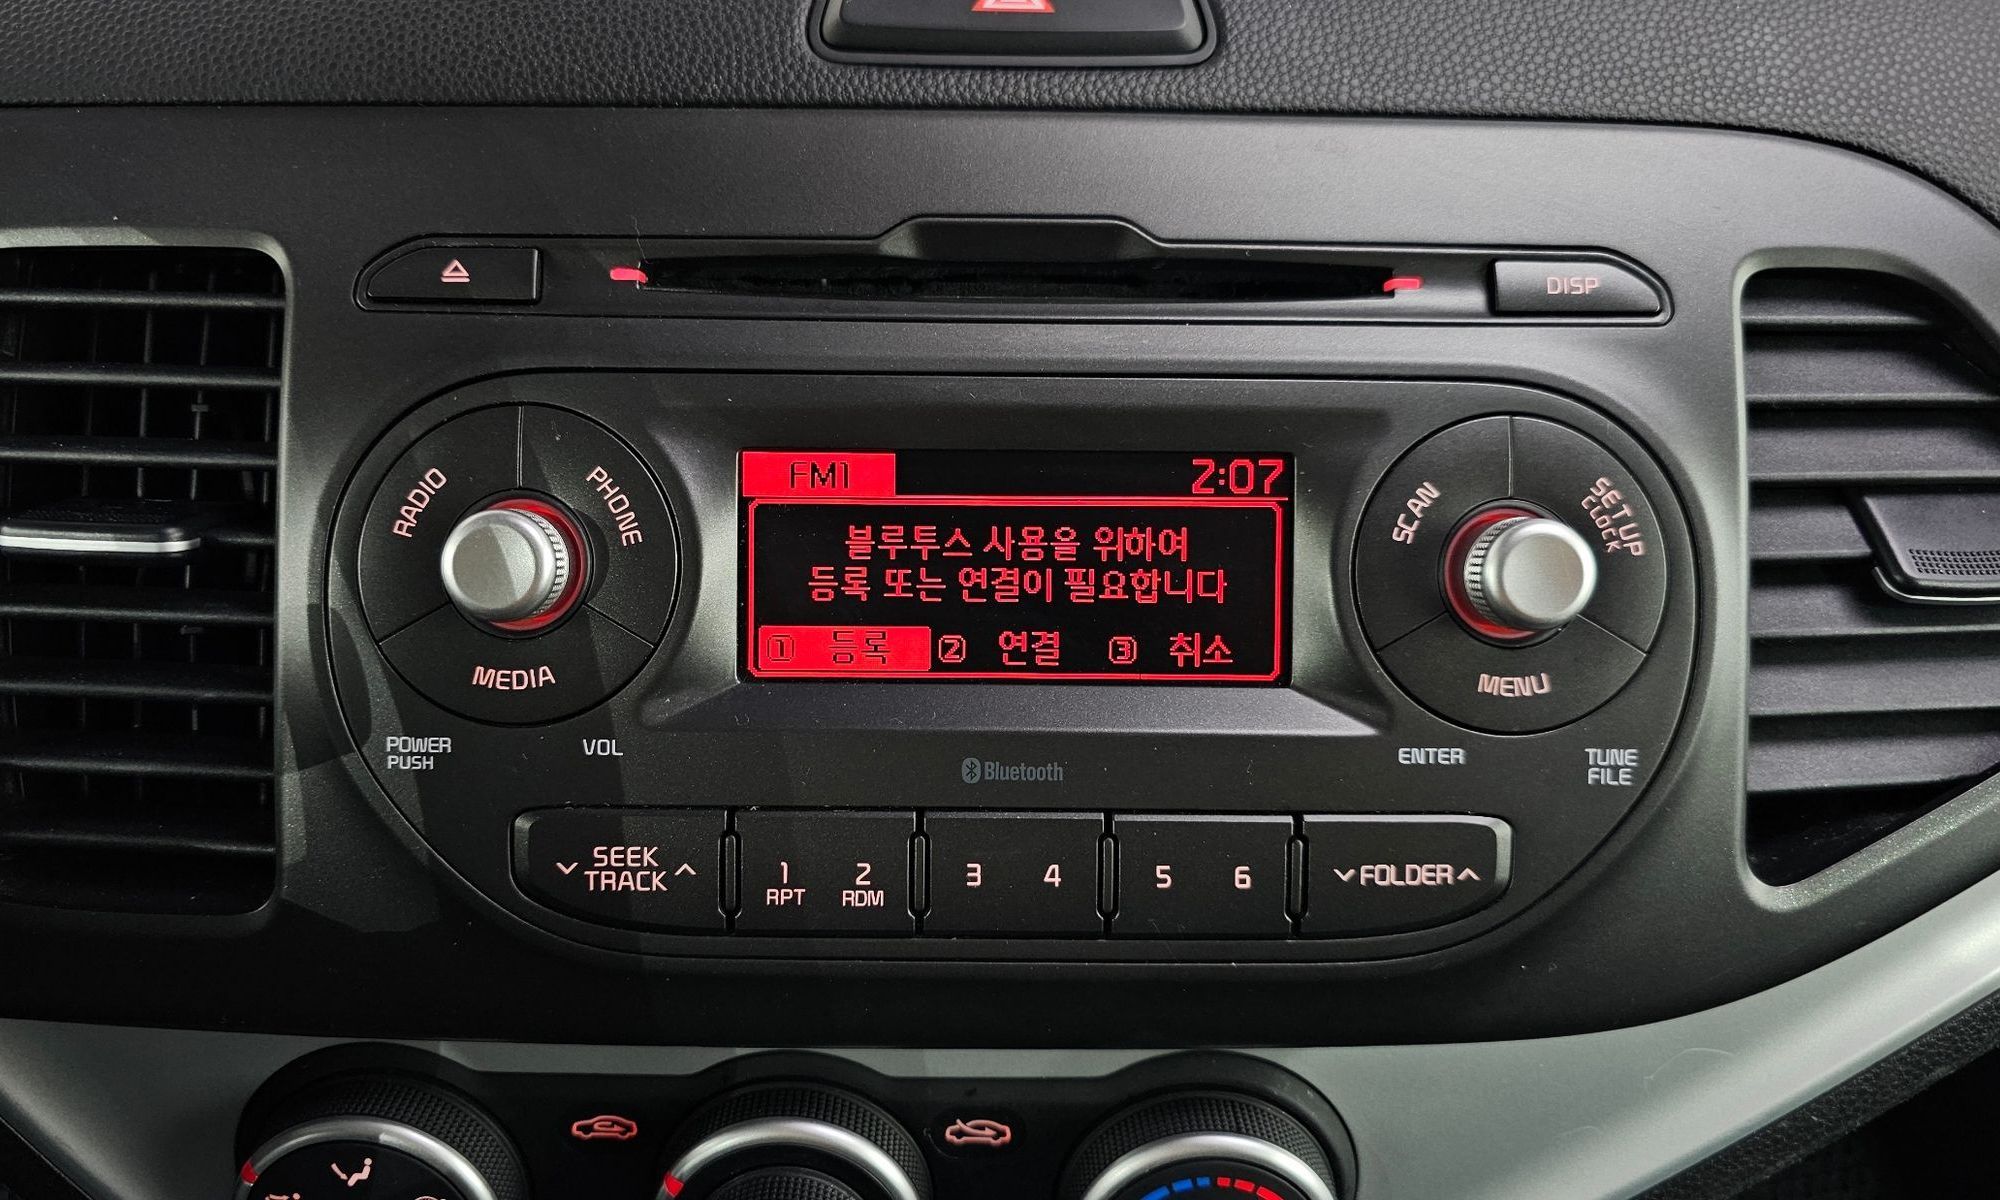 DISP
FM1 2:07
블루투스 사용을 위하여
등록 또는 연결이 필요합니다
① 등록 ② 연결 ③ 취소
RADIO
PHONE
MEDIA
POWER
PUSH
VOL
SCAN
SETUP
CLOCK
MENU
ENTER
TUNE
FILE
Bluetooth
SEEK
TRACK
1
RPT
2
RDM
3
4
5
6
FOLDER